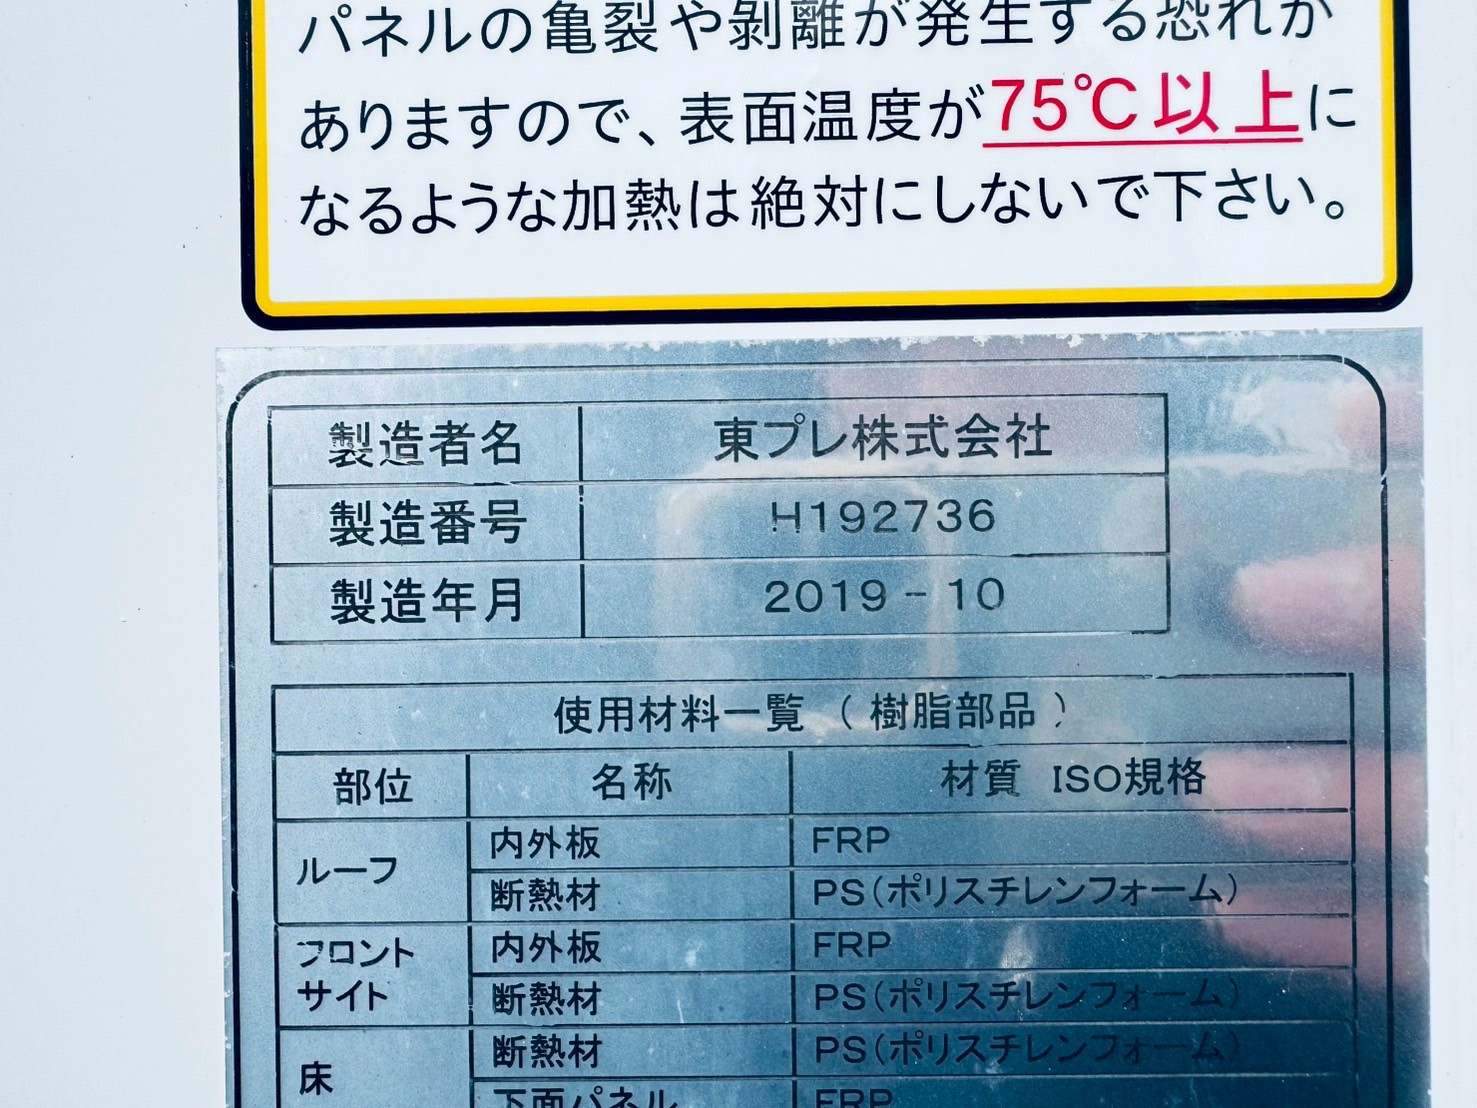 パネルの亀裂や剥離が発生する恐れが
ありますので、表面温度が75℃以上に
なるような加熱は絶対にしないで下さい。
製造者名 東プレ株式会社
製造番号 H192736
製造年月 2019-10
使用材料一覧（樹脂部品）
部位 名称 材質 ISO規格
ルーフ 内外板 FRP
断熱材 PS(ポリスチレンフォーム)
フロント
サイト 内外板 FRP
断熱材 PS(ポリスチレンフォーム)
床 断熱材 PS(ポリスチレンフォーム)
下面パネル FRP